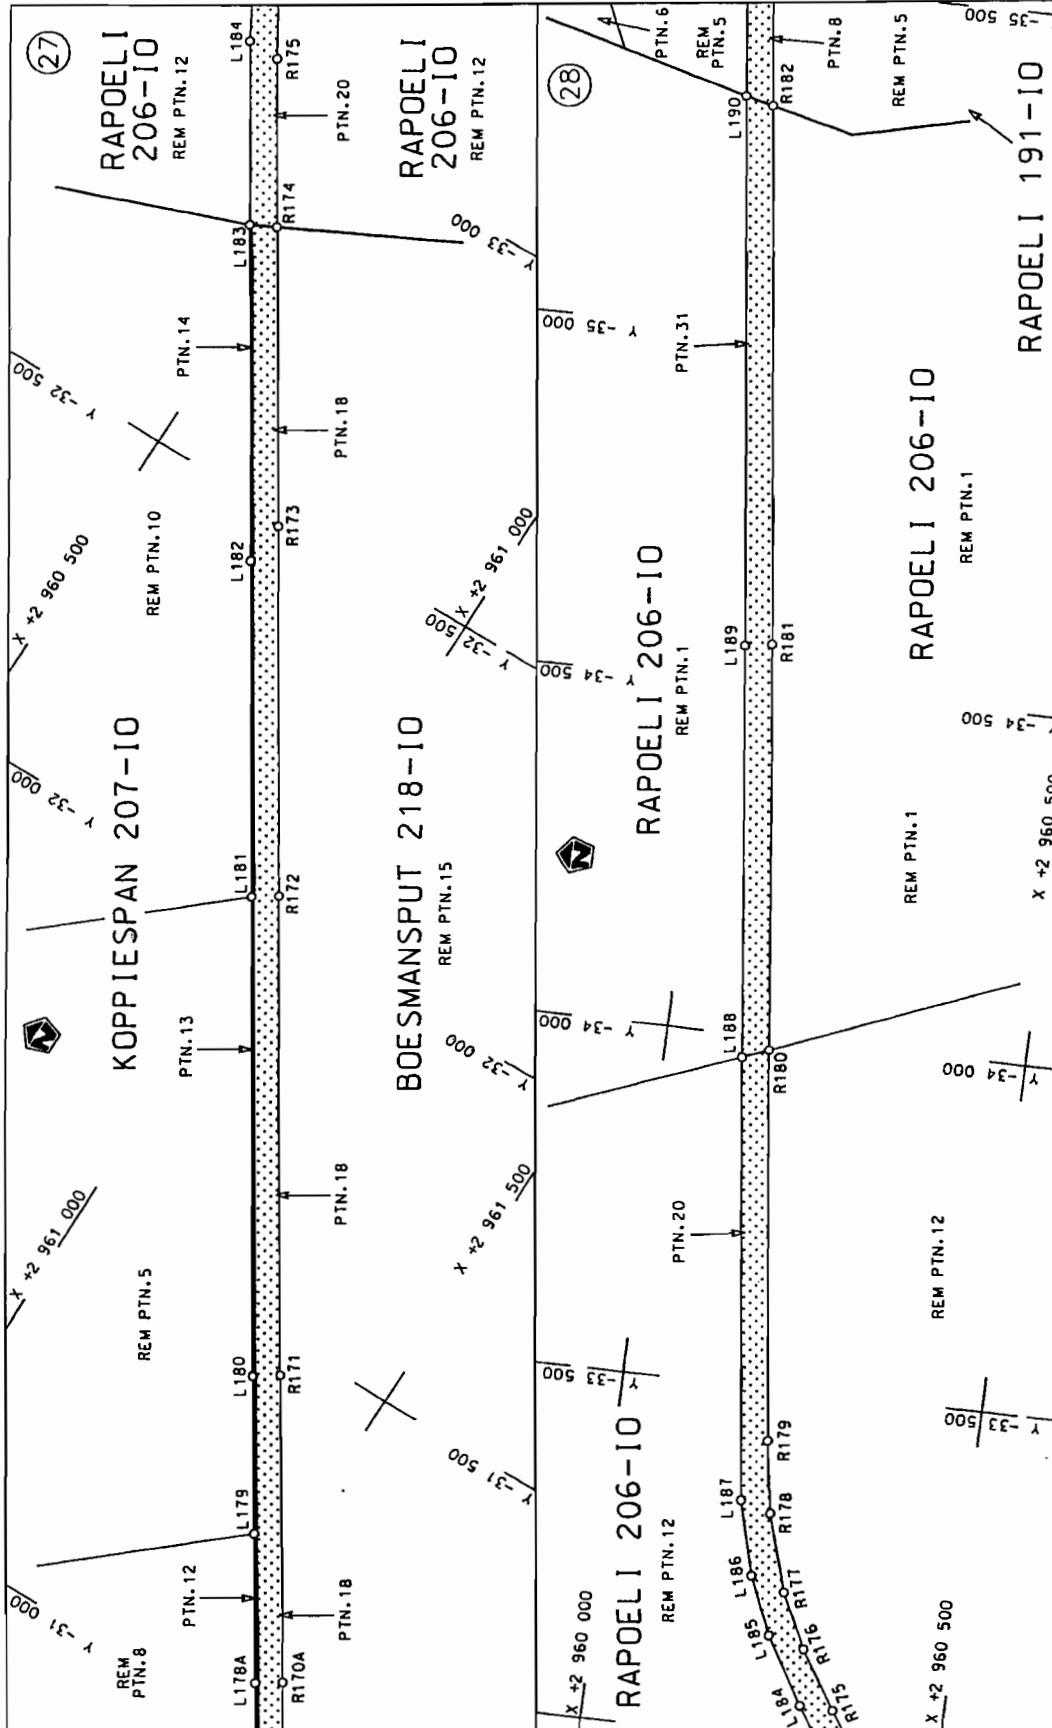 27
RAPOELI
206-IO
REM PTN.12
L184
R175
PTN.20
RAPOELI
206-IO
REM PTN.12
L183
R174
Y -33 000
PTN.14
Y -32 500
PTN.18
REM PTN.10
X +2 960 500
L182
R173
X +2 961 000
Y -32 500
Y -32 000
KOPPIESPAN 207-IO
L181
R172
BOESMANSPUT 218-IO
REM PTN.15
N
PTN.13
Y -32 000
X +2 961 000
PTN.18
X +2 961 500
REM PTN.5
L180
R171
Y -31 500
L179
PTN.12
PTN.18
Y -31 000
REM
PTN.8
L178A
R170A
28
PTN.6
REM
PTN.5
PTN.8
REM PTN.5
Y -35 500
L190
R182
RAPOELI 191-IO
Y -35 000
PTN.31
RAPOELI 206-IO
REM PTN.1
RAPOELI 206-IO
REM PTN.1
L189
R181
Y -34 500
Y -34 500
REM PTN.1
X +2 960 500
N
L188
R180
Y -34 000
Y -34 000
PTN.20
REM PTN.12
Y -33 500
Y -33 500
RAPOELI 206-IO
REM PTN.12
L187
R179
R178
L186
R177
L185
R176
L184
R175
X +2 960 000
X +2 960 500